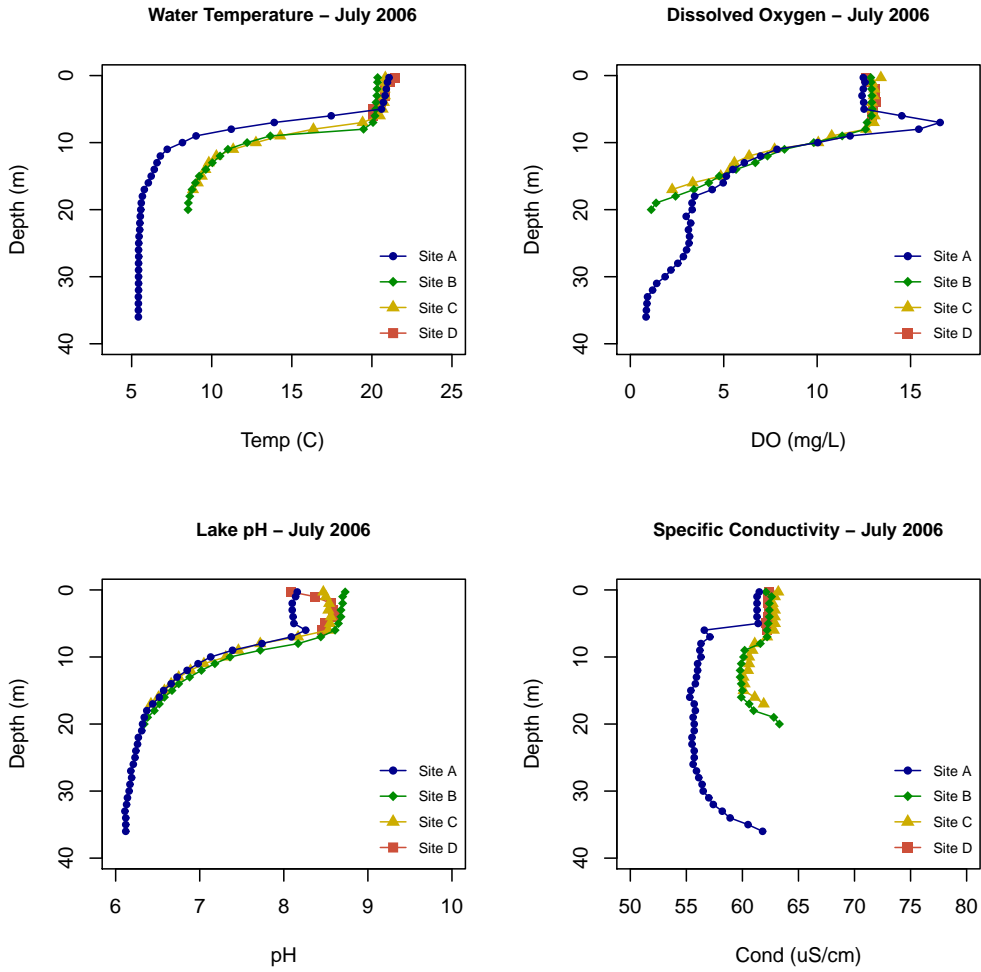 Water Temperature – July 2006
0
10
20
30
40
Depth (m)
5 10 15 20 25
Temp (C)
Site A
Site B
Site C
Site D
Dissolved Oxygen – July 2006
0
10
20
30
40
Depth (m)
0 5 10 15
DO (mg/L)
Site A
Site B
Site C
Site D
Lake pH – July 2006
0
10
20
30
40
Depth (m)
6 7 8 9 10
pH
Site A
Site B
Site C
Site D
Specific Conductivity – July 2006
0
10
20
30
40
Depth (m)
50 55 60 65 70 75 80
Cond (uS/cm)
Site A
Site B
Site C
Site D